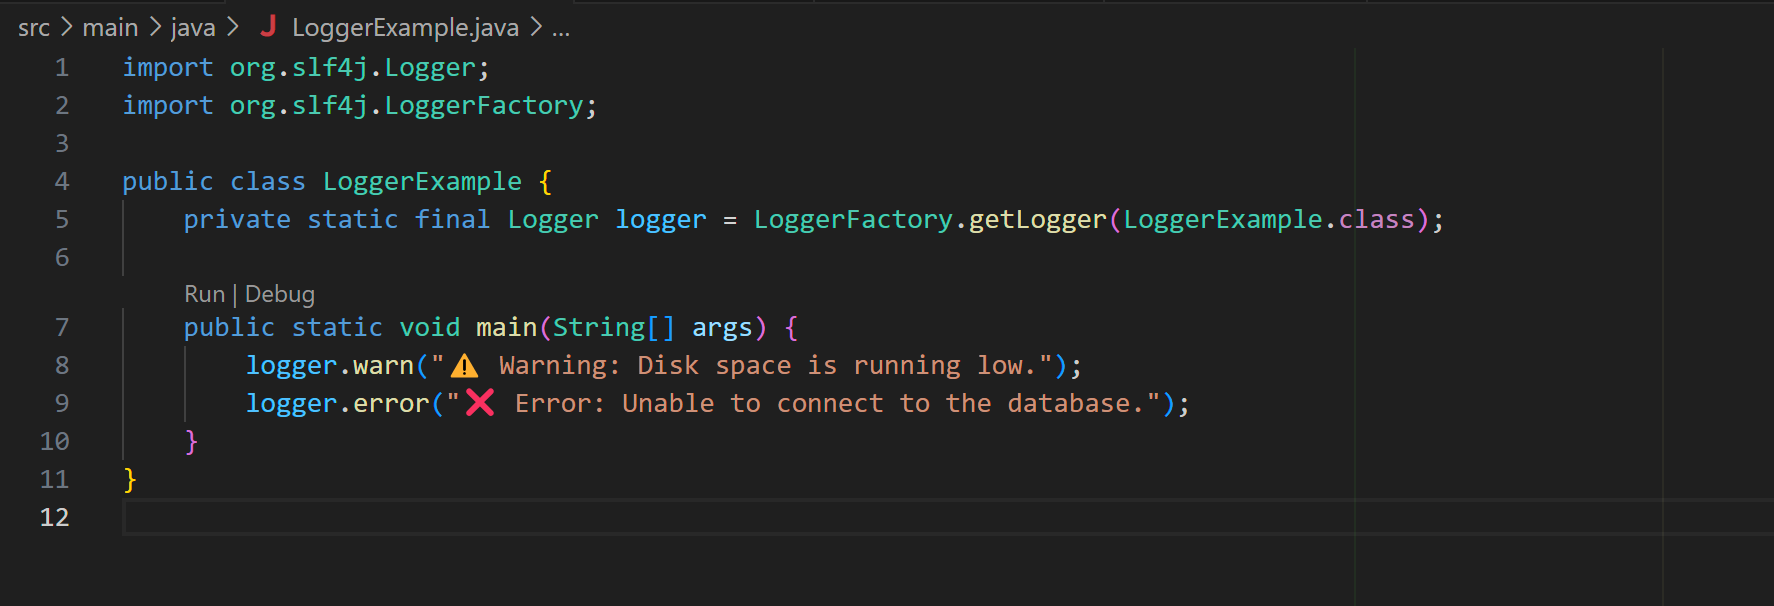 src > main > java > J LoggerExample.java > ...
1 import org.slf4j.Logger;
2 import org.slf4j.LoggerFactory;
3
4 public class LoggerExample {
5     private static final Logger logger = LoggerFactory.getLogger(LoggerExample.class);
6
Run | Debug
7     public static void main(String[] args) {
8         logger.warn("⚠️ Warning: Disk space is running low.");
9         logger.error("❌ Error: Unable to connect to the database.");
10     }
11 }
12